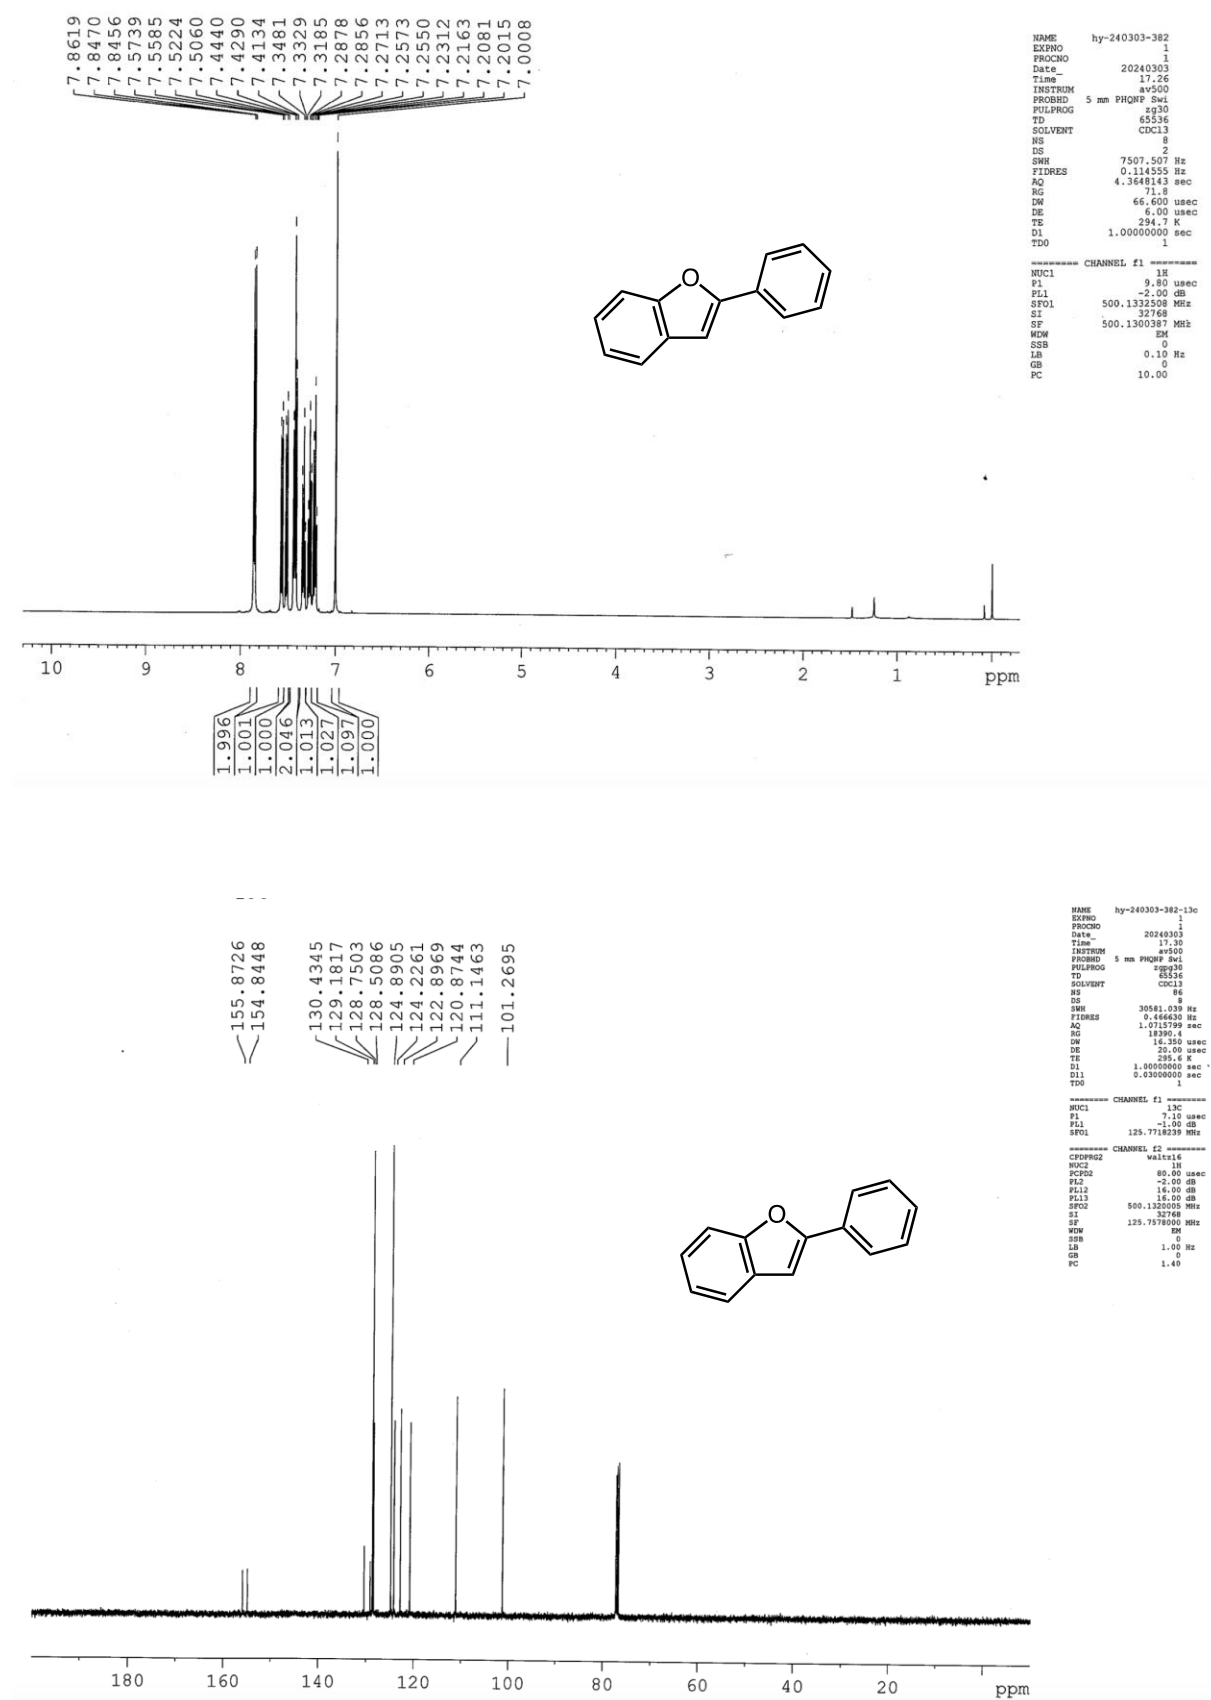 7.8619
7.8470
7.8456
7.5739
7.5585
7.5224
7.5060
7.4440
7.4290
7.4134
7.3481
7.3329
7.3185
7.2878
7.2856
7.2713
7.2573
7.2550
7.2312
7.2163
7.2081
7.2015
7.0008
NAME hy-240303-382
EXPNO 1
PROCNO 1
Date_ 20240303
Time 17.26
INSTRUM av500
PROBHD 5 mm PHQNP Swi
PULPROG zg30
TD 65536
SOLVENT CDCl3
NS 8
DS 2
SWH 7507.507 Hz
FIDRES 0.114555 Hz
AQ 4.3648143 sec
RG 71.8
DW 66.600 usec
DE 6.00 usec
TE 294.7 K
D1 1.00000000 sec
TD0 1
======== CHANNEL f1 ========
NUC1 1H
P1 9.80 usec
PL1 -2.00 dB
SFO1 500.1332508 MHz
SI 32768
SF 500.1300387 MHz
WDW EM
SSB 0
LB 0.10 Hz
GB 0
PC 10.00
O
10 9 8 7 6 5 4 3 2 1 ppm
1.996
1.001
1.000
2.046
1.013
1.027
1.097
1.000
155.8726
154.8448
130.4345
129.1817
128.7503
128.5086
124.8905
124.2261
122.8969
120.8744
111.1463
101.2695
NAME hy-240303-382-13c
EXPNO 1
PROCNO 1
Date_ 20240303
Time 17.30
INSTRUM av500
PROBHD 5 mm PHQNP Swi
PULPROG zgpg30
TD 65536
SOLVENT CDCl3
NS 86
DS 8
SWH 30581.039 Hz
FIDRES 0.466630 Hz
AQ 1.0715799 sec
RG 18390.4
DW 16.350 usec
DE 20.00 usec
TE 295.6 K
D1 1.00000000 sec
D11 0.03000000 sec
TD0 1
======== CHANNEL f1 ========
NUC1 13C
P1 7.10 usec
PL1 -1.00 dB
SFO1 125.7718239 MHz
======== CHANNEL f2 ========
CPDPRG2 waltz16
NUC2 1H
PCPD2 80.00 usec
PL2 -2.00 dB
PL12 16.00 dB
PL13 16.00 dB
SFO2 500.1320005 MHz
SI 32768
SF 125.7578000 MHz
WDW EM
SSB 0
LB 1.00 Hz
GB 0
PC 1.40
O
180 160 140 120 100 80 60 40 20 ppm